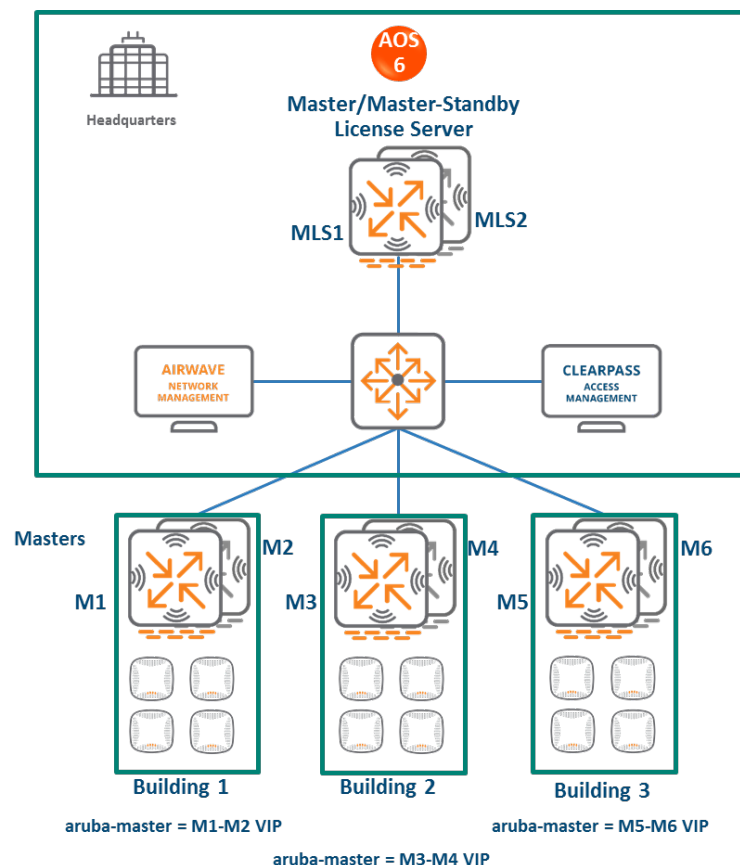 AOS
6
Headquarters
Master/Master-Standby
License Server
MLS1
MLS2
AIRWAVE
NETWORK
MANAGEMENT
CLEARPASS
ACCESS
MANAGEMENT
Masters
M1
M2
M3
M4
M5
M6
Building 1
Building 2
Building 3
aruba-master = M1-M2 VIP
aruba-master = M5-M6 VIP
aruba-master = M3-M4 VIP